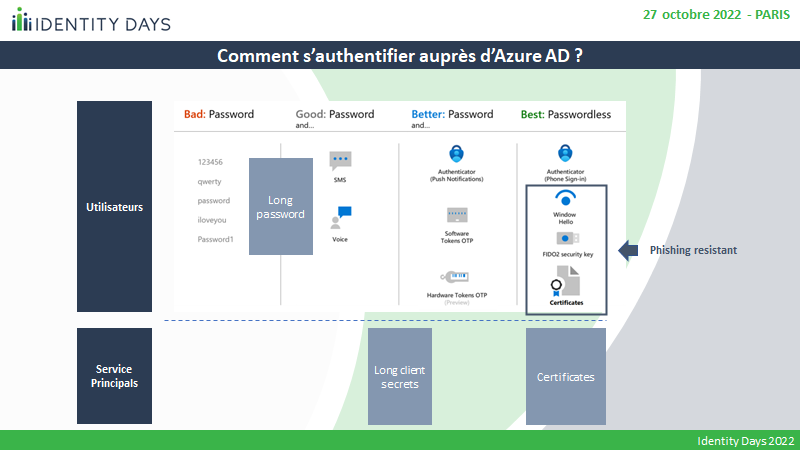 IDENTITY DAYS
27 octobre 2022 - PARIS
Comment s’authentifier auprès d’Azure AD ?
Utilisateurs
Bad: Password
Good: Password
and...
Better: Password
and...
Best: Passwordless
123456
qwerty
password
iloveyou
Password1
Long
password
SMS
Voice
Authenticator
(Push Notifications)
Software
Tokens OTP
Hardware Tokens OTP
(Preview)
Authenticator
(Phone Sign-in)
Window
Hello
FIDO2 security key
Certificates
Phishing resistant
Service
Principals
Long client
secrets
Certificates
Identity Days 2022